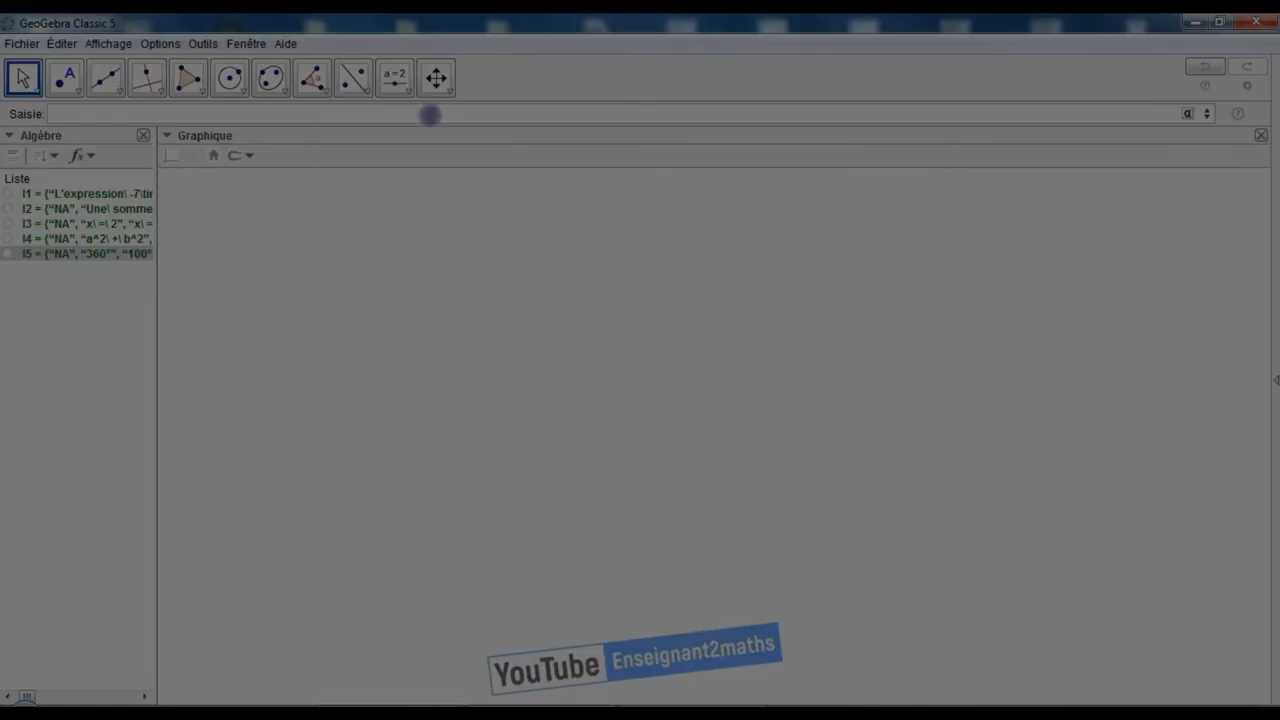 GeoGebra Classic 5
Fichier Éditer Affichage Options Outils Fenêtre Aide
A
a=2
Saisie:
α
Algèbre
Graphique
fx
Liste
l1 = {“L'expression\ -7\tir
l2 = {“NA”, “Une\ somme
l3 = {“NA”, “x\ =\ 2”, “x\ =
l4 = {“NA”, “a^2\ +\ b^2”,
l5 = {“NA”, “360°”, “100°
YouTube Enseignant2maths